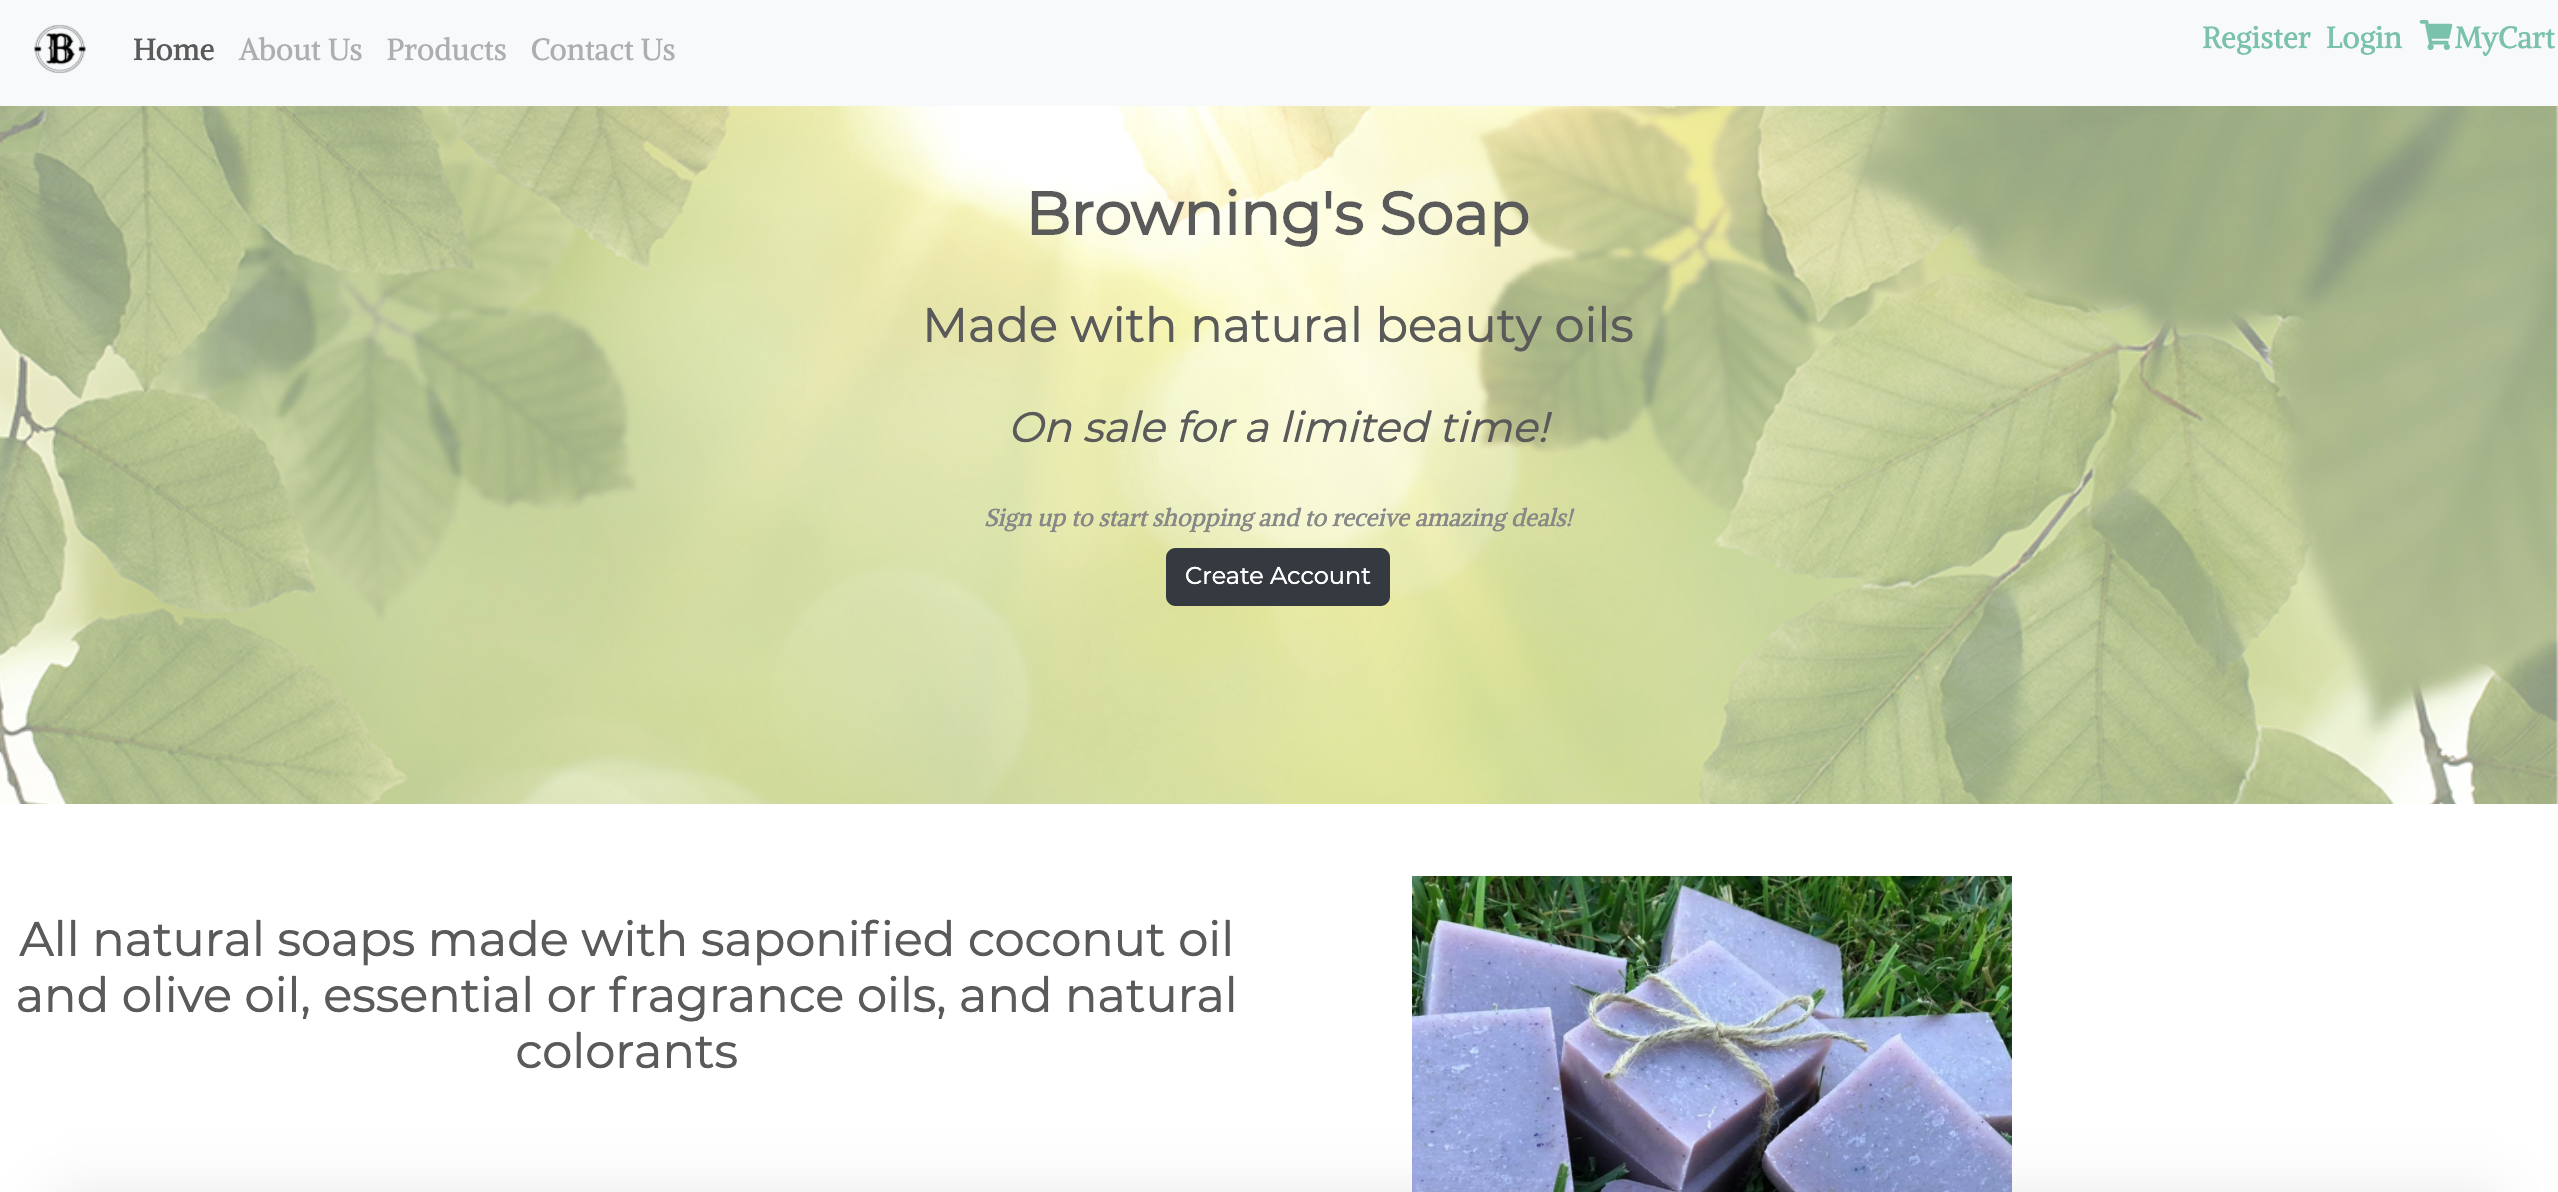 B
Home About Us Products Contact Us
Register Login MyCart
Browning's Soap
Made with natural beauty oils
On sale for a limited time!
Sign up to start shopping and to receive amazing deals!
Create Account
All natural soaps made with saponified coconut oil
and olive oil, essential or fragrance oils, and natural
colorants